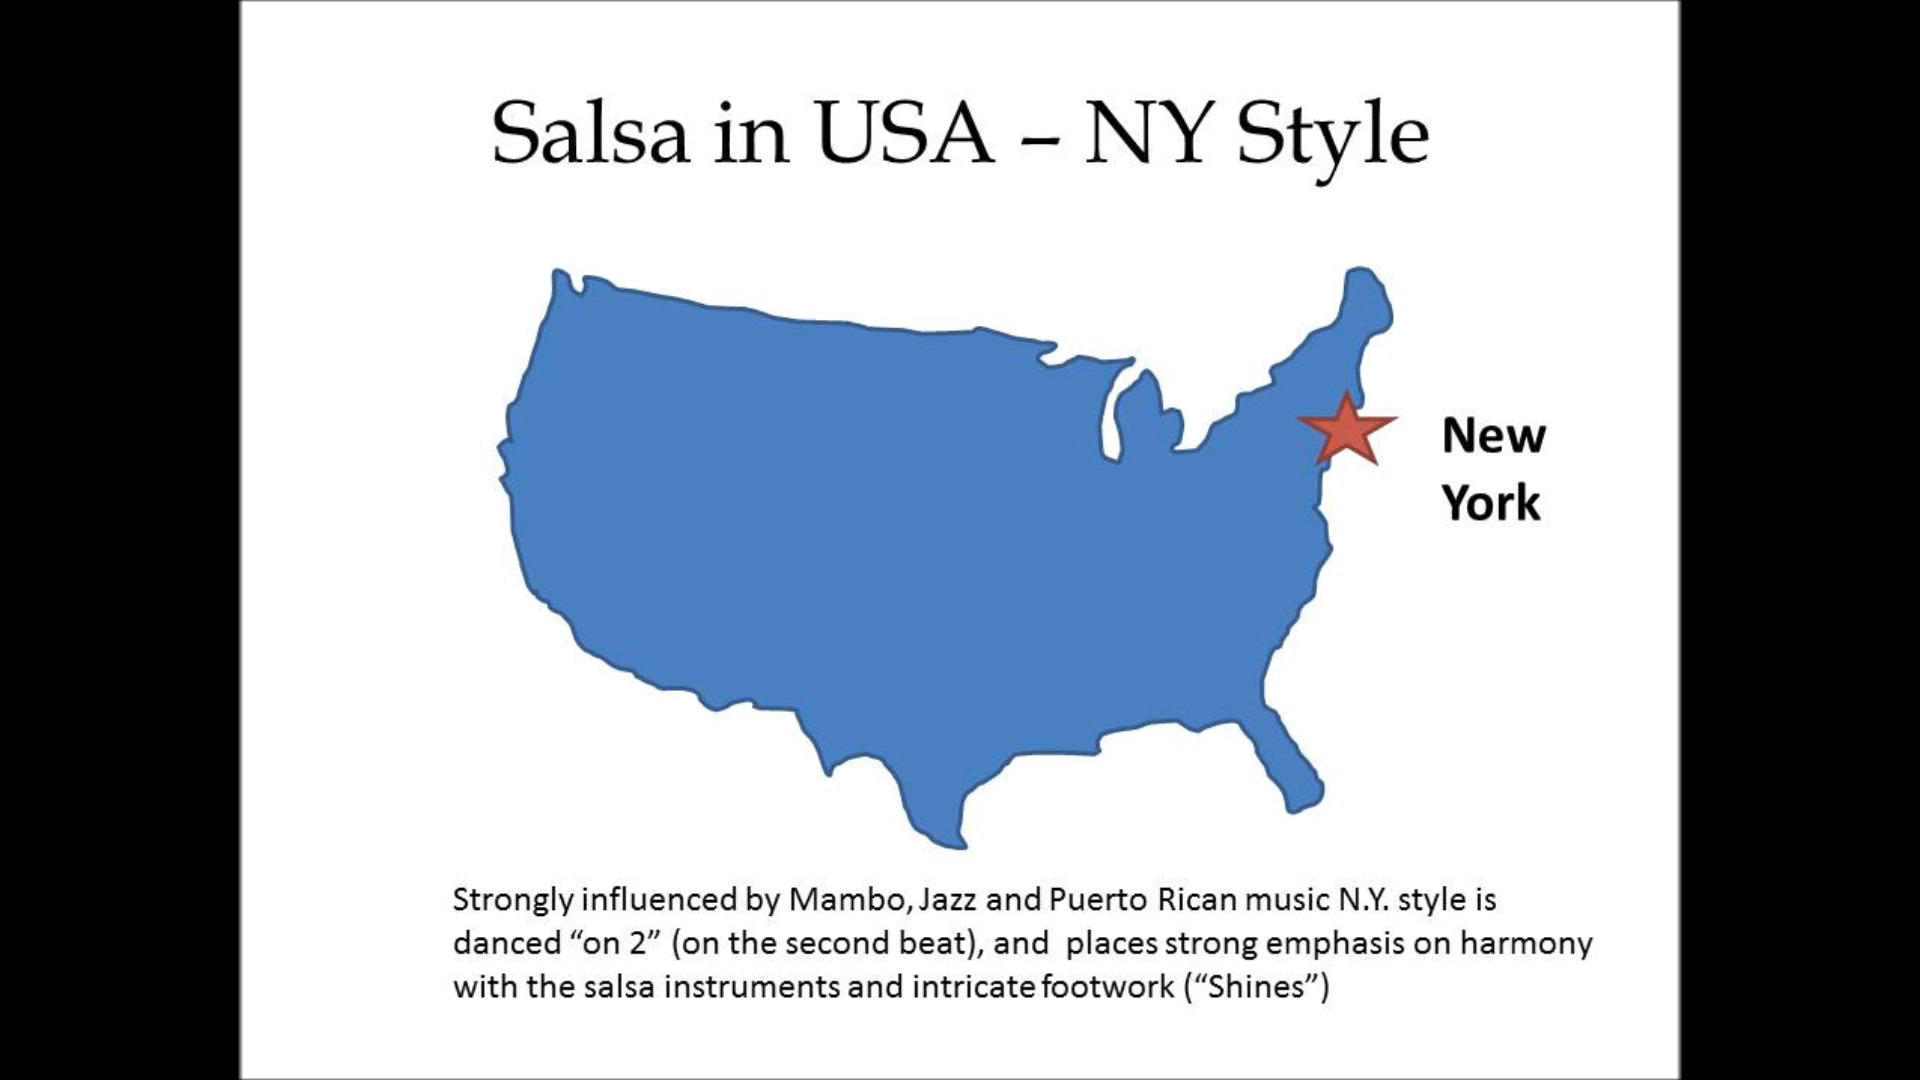 Salsa in USA – NY Style
New
York
Strongly influenced by Mambo, Jazz and Puerto Rican music N.Y. style is
danced “on 2” (on the second beat), and  places strong emphasis on harmony
with the salsa instruments and intricate footwork (“Shines”)